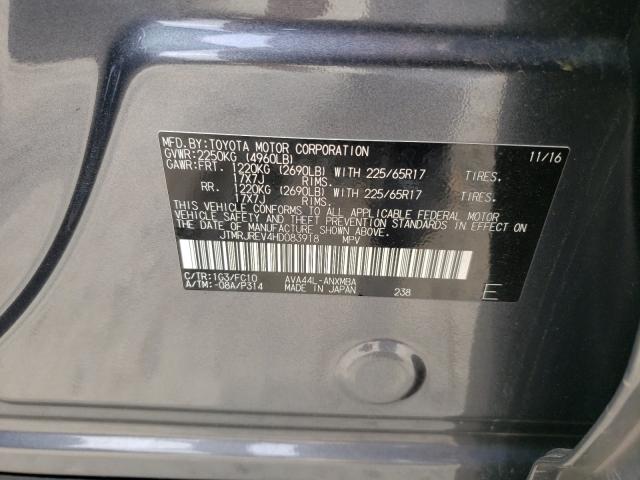 MFD.BY:TOYOTA MOTOR CORPORATION 11/16
GVWR:2250KG (4960LB)
GAWR:FRT. 1220KG (2690LB) WITH 225/65R17 TIRES.
17X7J RIMS.
RR. 1220KG (2690LB) WITH 225/65R17 TIRES.
17X7J RIMS.
THIS VEHICLE CONFORMS TO ALL APPLICABLE FEDERAL MOTOR
VEHICLE SAFETY AND THEFT PREVENTION STANDARDS IN EFFECT ON
THE DATE OF MANUFACTURE SHOWN ABOVE.
JTMRJREV4HD083918 MPV
C/TR:1G3/FC10 AVA44L-ANXMBA
A/TM:-08A/P314 MADE IN JAPAN 238 E